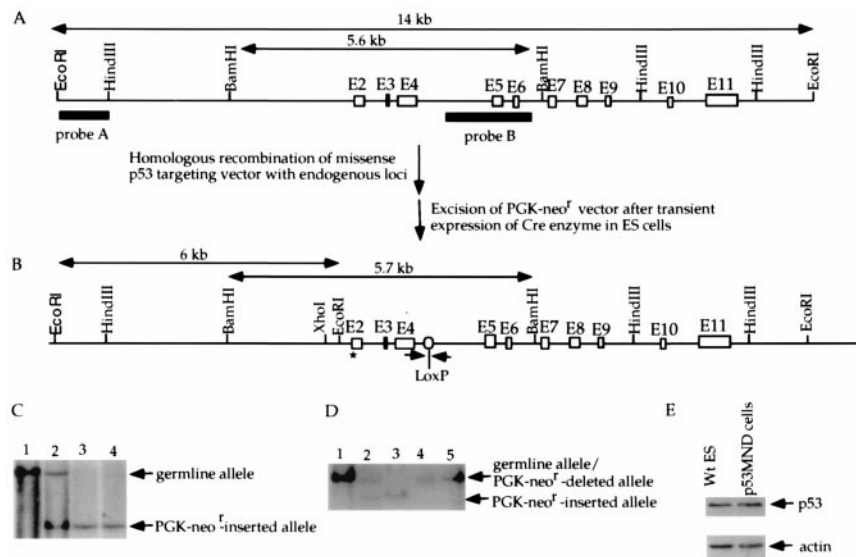 A
14 kb
5.6 kb
EcoRI
HindIII
BamHI
E2
E3
E4
E5
E6
BamHI
E7
E8
E9
HindIII
E10
E11
HindIII
EcoRI
probe A
probe B
Homologous recombination of missense
p53 targeting vector with endogenous loci
Excision of PGK-neoʳ vector after transient
expression of Cre enzyme in ES cells
B
6 kb
5.7 kb
EcoRI
HindIII
BamHI
XhoI
EcoRI
E2
E3
E4
E5
E6
BamHI
E7
E8
E9
HindIII
E10
E11
HindIII
EcoRI
*
LoxP
C
1 2 3 4
germline allele
PGK-neoʳ-inserted allele
D
1 2 3 4 5
germline allele/
PGK-neoʳ-deleted allele
PGK-neoʳ-inserted allele
E
Wt ES
p53MND cells
p53
actin